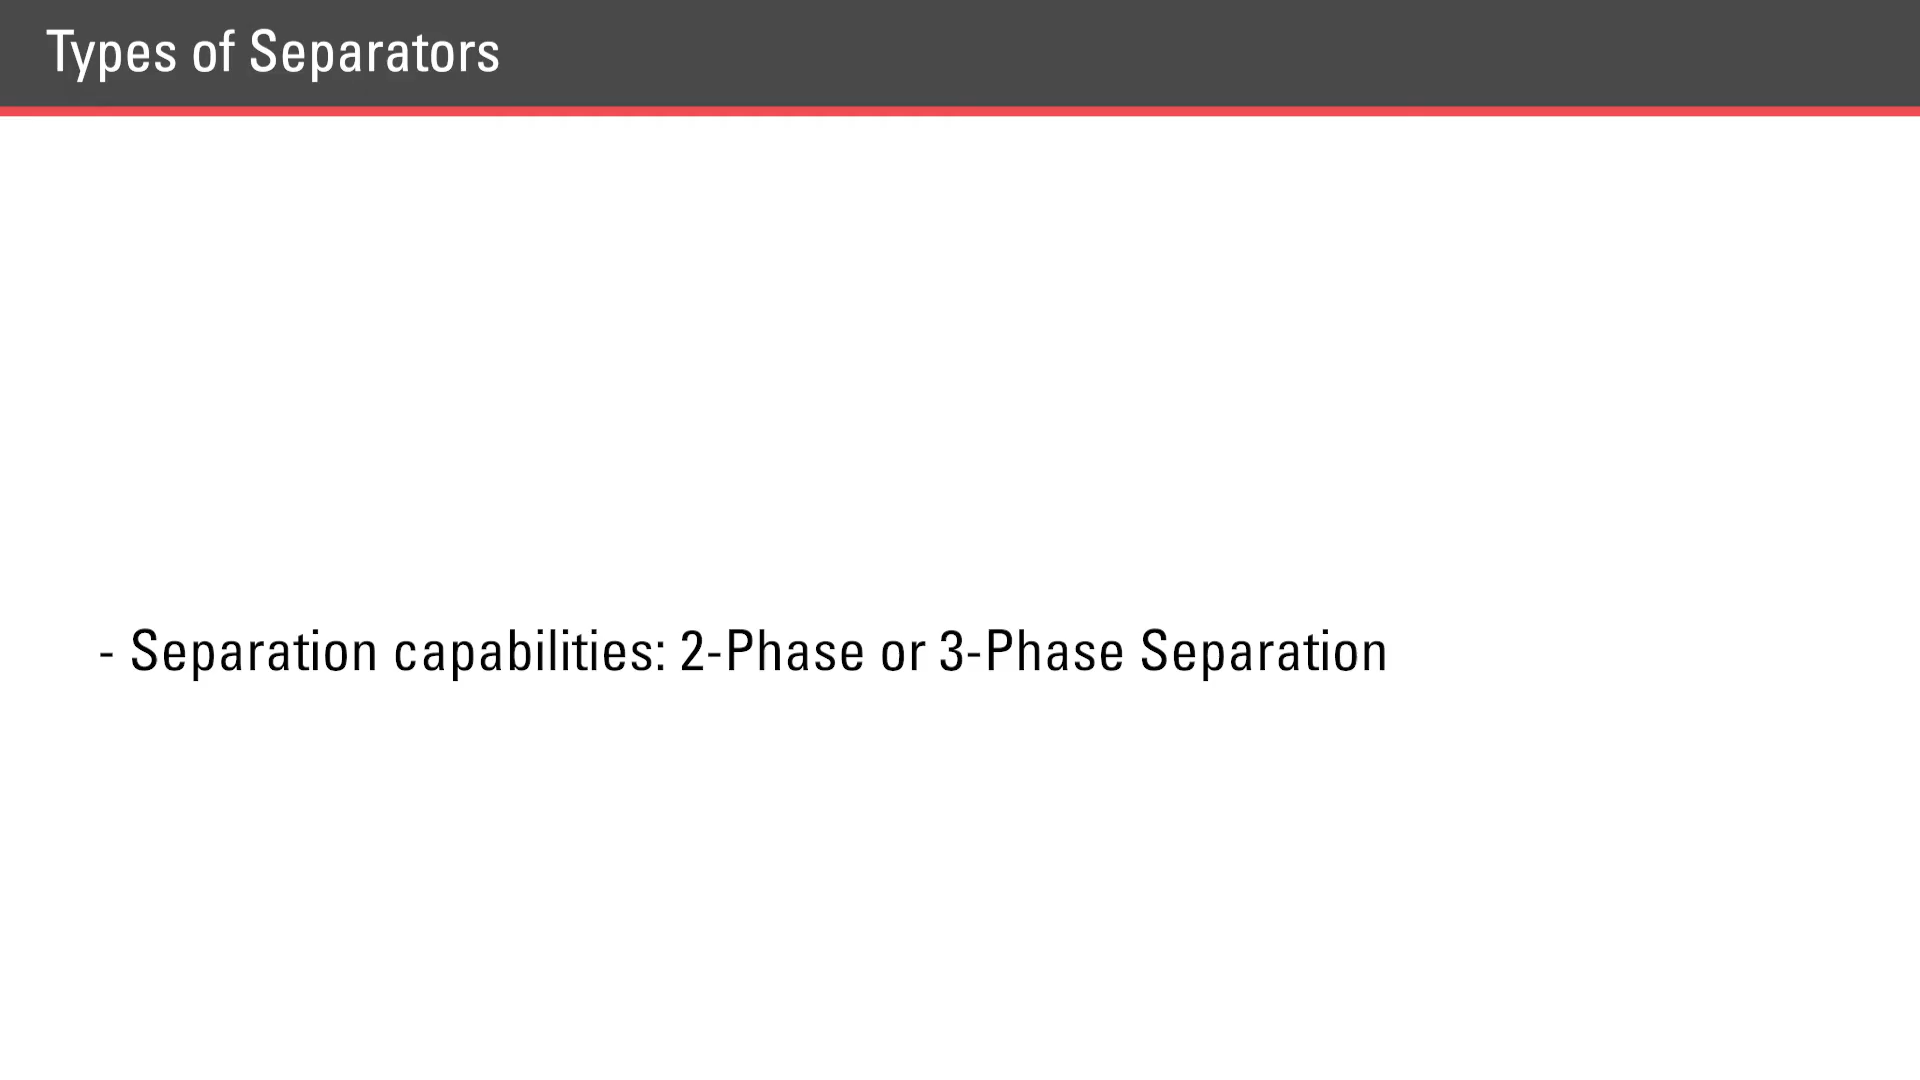 Types of Separators
- Separation capabilities: 2-Phase or 3-Phase Separation